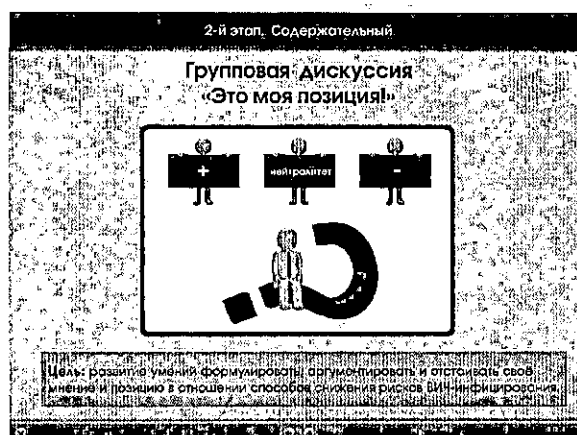 2-й этап. Содержательный
Групповая дискуссия
«Это моя позиция!»
+
нейтралитет
-
Цель: развитие умений формулировать, аргументировать и отстаивать своё
мнение и позицию в отношении способов снижения рисков ВИЧ-инфицирования.